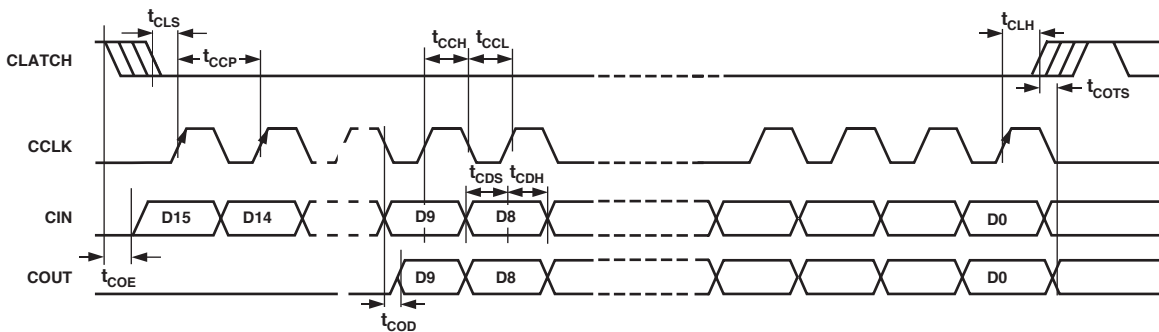 tCLS
tCCH tCCL
tCLH
CLATCH
tCCP
tCOTS
CCLK
tCDS tCDH
CIN D15 D14 D9 D8 D0
tCOE
COUT D9 D8 D0
tCOD